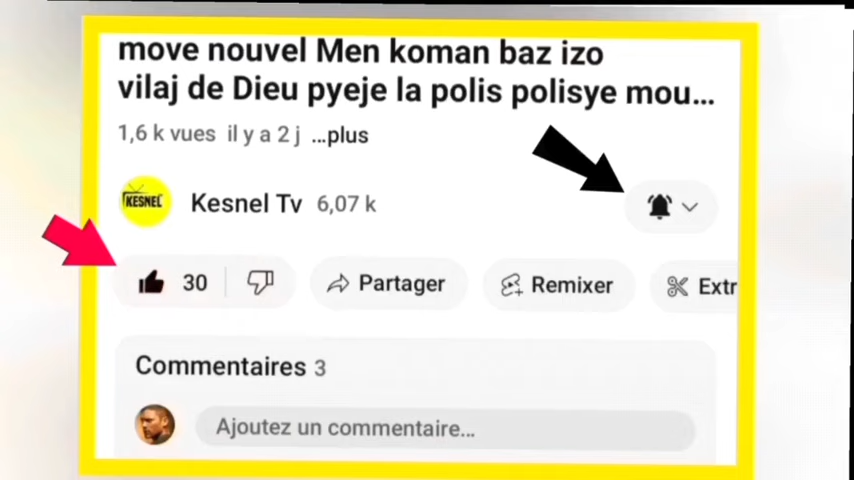 move nouvel Men koman baz izo
vilaj de Dieu pyeje la polis polisye mou...
1,6 k vues il y a 2 j ...plus
KESNEL
Kesnel Tv 6,07 k
30
Partager
Remixer
Extr
Commentaires 3
Ajoutez un commentaire...